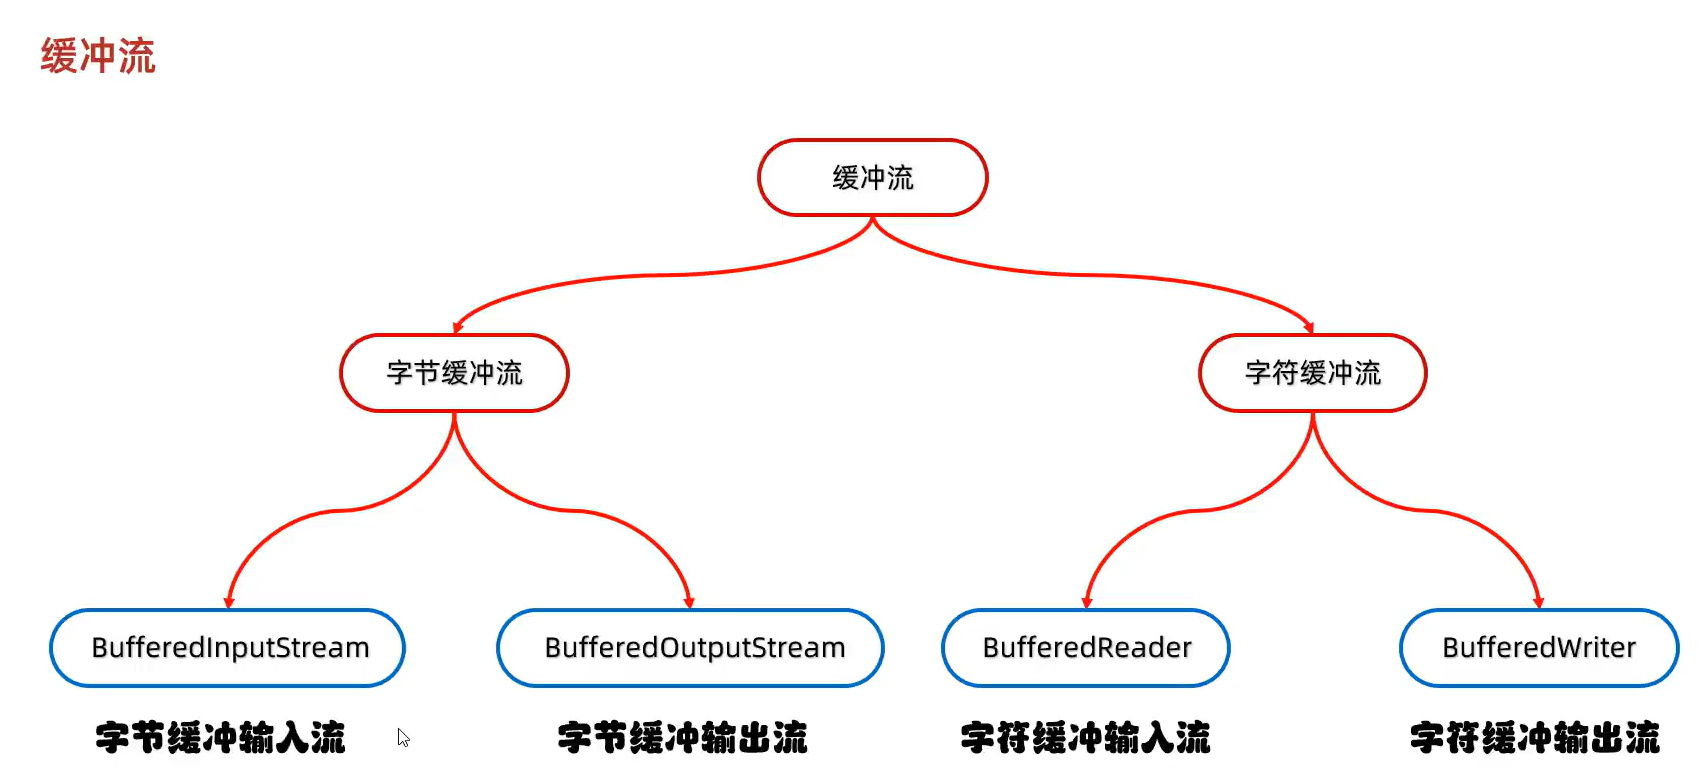 缓冲流
缓冲流
字节缓冲流
字符缓冲流
BufferedInputStream
BufferedOutputStream
BufferedReader
BufferedWriter
字节缓冲输入流
字节缓冲输出流
字符缓冲输入流
字符缓冲输出流